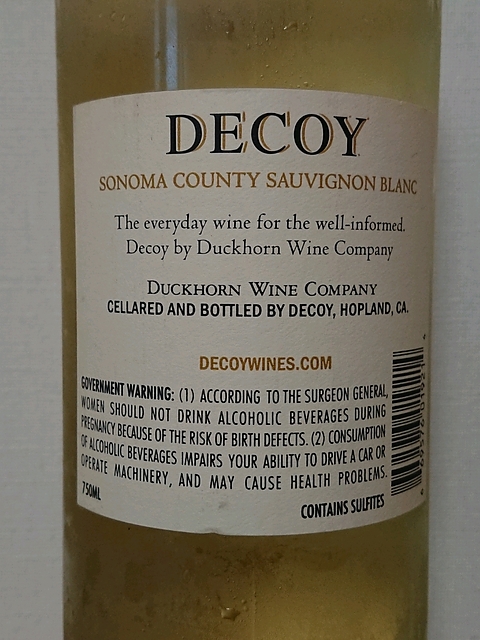 DECOY
SONOMA COUNTY SAUVIGNON BLANC
The everyday wine for the well-informed.
Decoy by Duckhorn Wine Company
DUCKHORN WINE COMPANY
CELLARED AND BOTTLED BY DECOY, HOPLAND, CA.
DECOYWINES.COM
GOVERNMENT WARNING: (1) ACCORDING TO THE SURGEON GENERAL,
WOMEN SHOULD NOT DRINK ALCOHOLIC BEVERAGES DURING
PREGNANCY BECAUSE OF THE RISK OF BIRTH DEFECTS. (2) CONSUMPTION
OF ALCOHOLIC BEVERAGES IMPAIRS YOUR ABILITY TO DRIVE A CAR OR
OPERATE MACHINERY, AND MAY CAUSE HEALTH PROBLEMS.
750ML
CONTAINS SULFITES